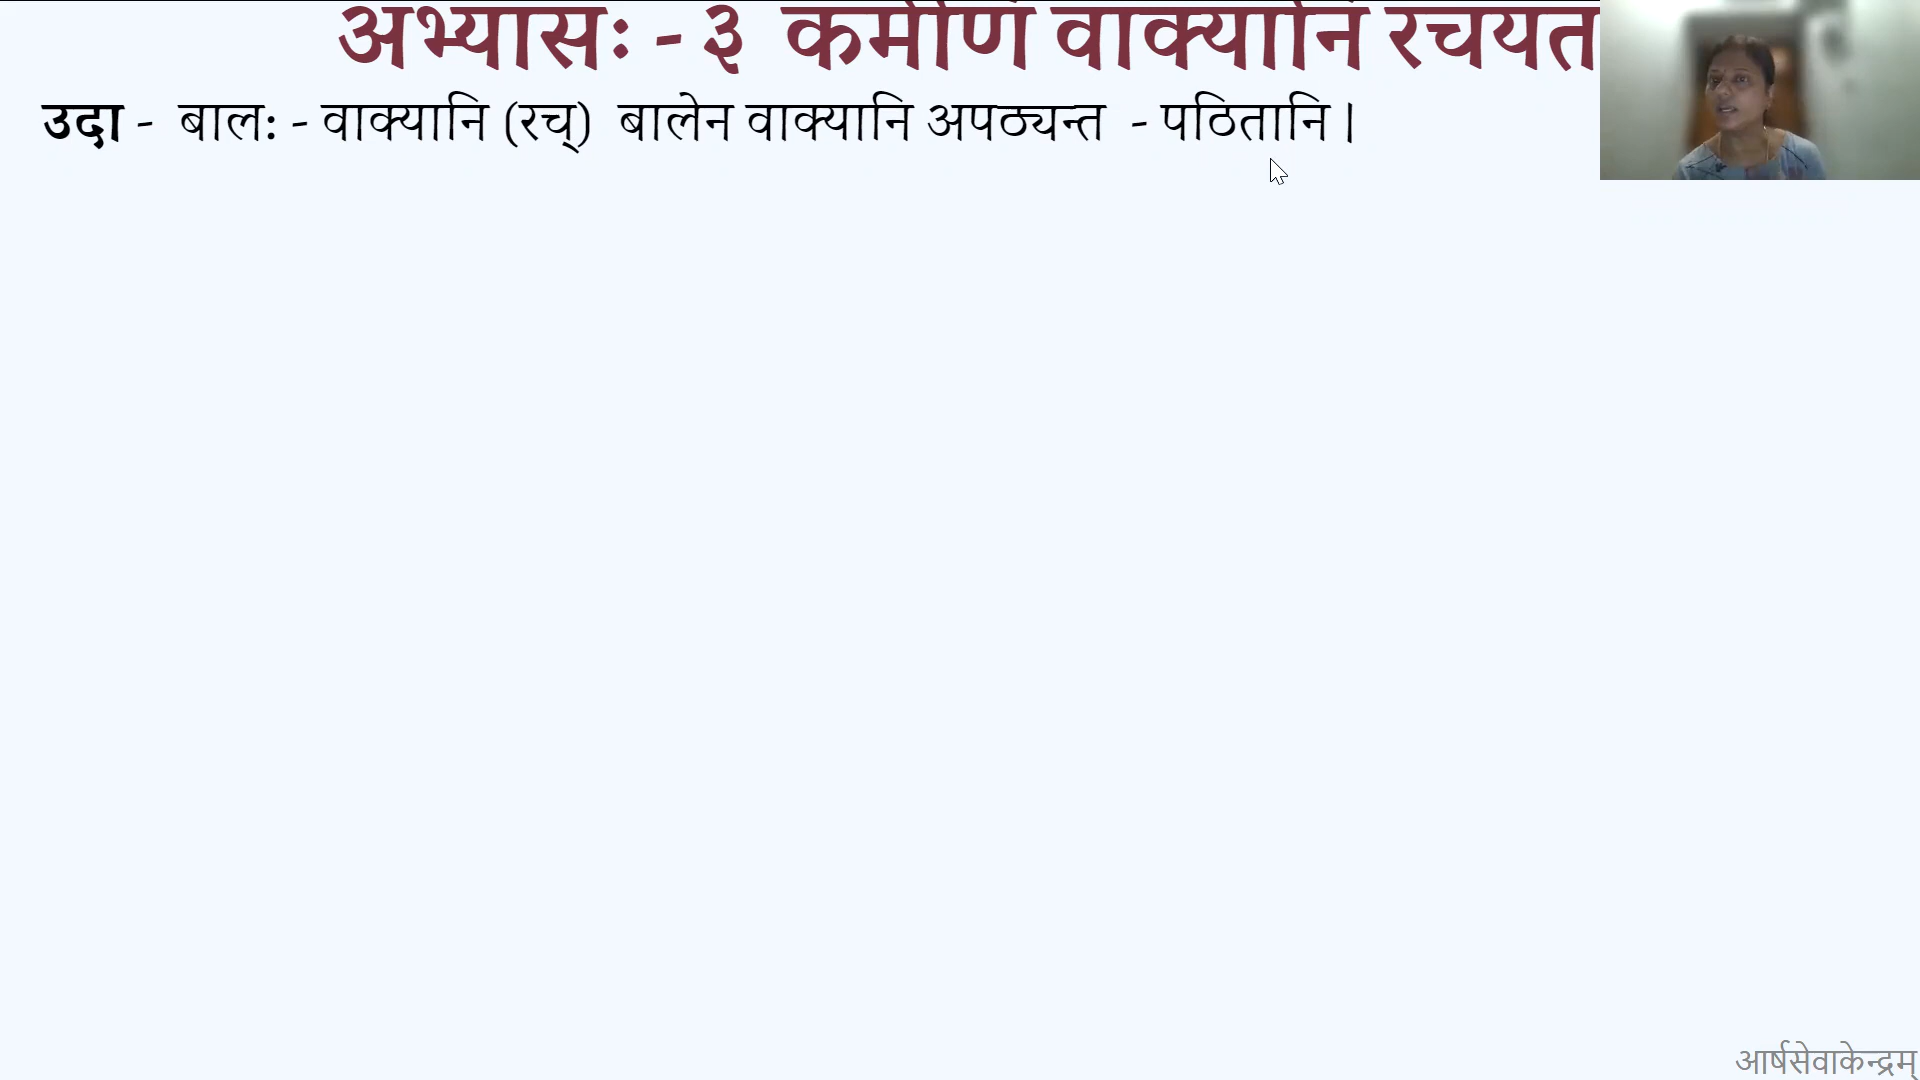 अभ्यासः - ३ कर्मणि वाक्यानि रचयत
उदा - बालः - वाक्यानि (रच्) बालेन वाक्यानि अपठ्यन्त - पठितानि |
आर्षसेवाकेन्द्रम्